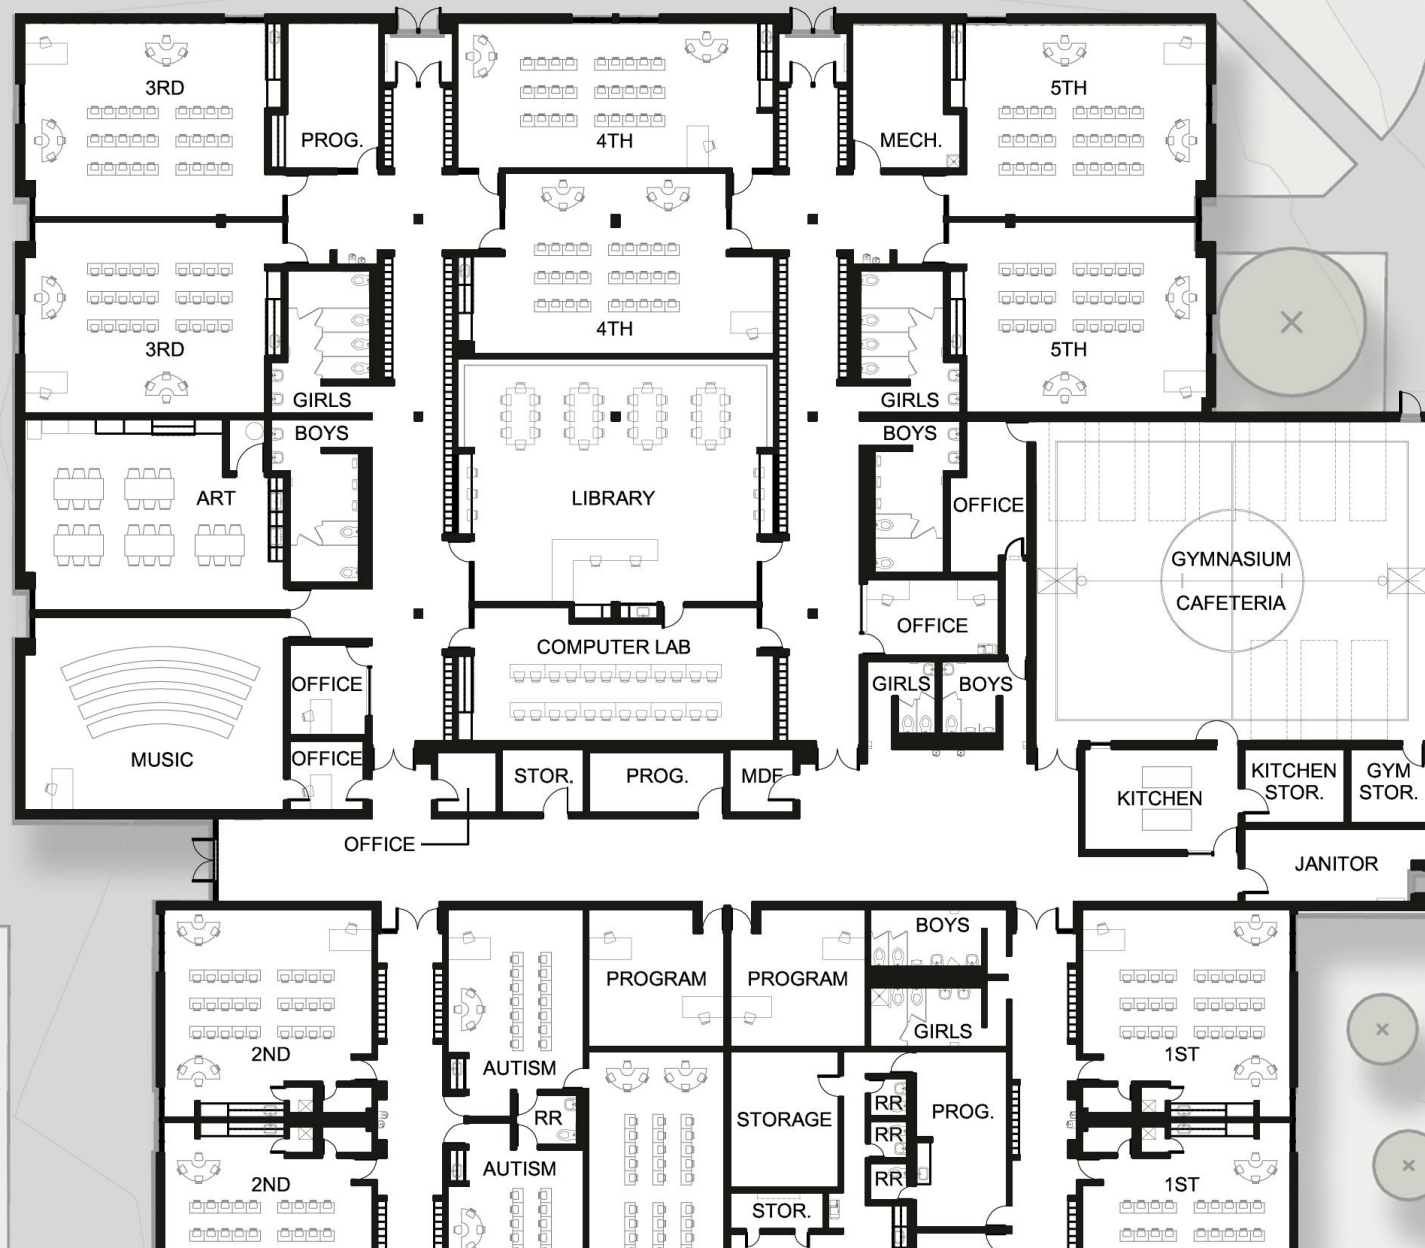 3RD
PROG.
4TH
MECH.
5TH
3RD
4TH
5TH
GIRLS
GIRLS
BOYS
BOYS
ART
LIBRARY
OFFICE
GYMNASIUM
CAFETERIA
OFFICE
COMPUTER LAB
OFFICE
GIRLS
BOYS
MUSIC
OFFICE
STOR.
PROG.
MDF
KITCHEN
KITCHEN
STOR.
GYM
STOR.
OFFICE
JANITOR
BOYS
PROGRAM
PROGRAM
GIRLS
2ND
AUTISM
1ST
RR
STORAGE
RR
PROG.
RR
AUTISM
RR
2ND
1ST
STOR.